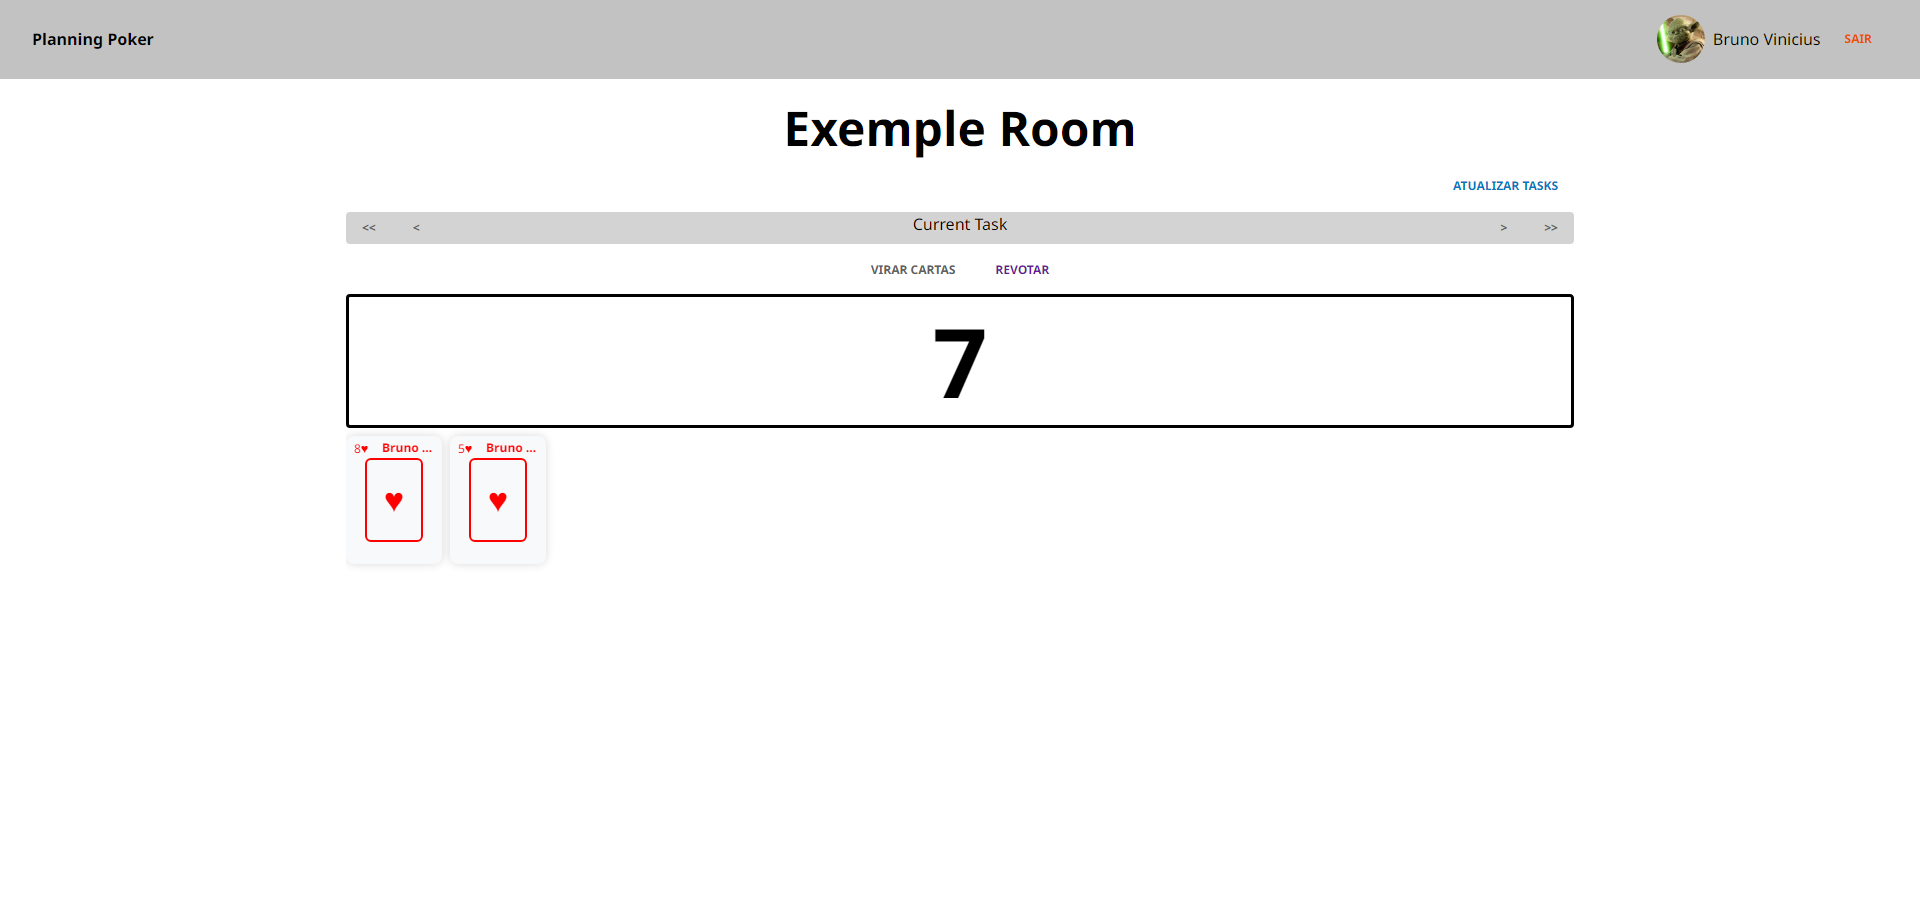 Planning Poker
Bruno Vinicius SAIR
Exemple Room
ATUALIZAR TASKS
<< < Current Task > >>
VIRAR CARTAS REVOTAR
7
8♥ Bruno ... 5♥ Bruno ...
♥ ♥